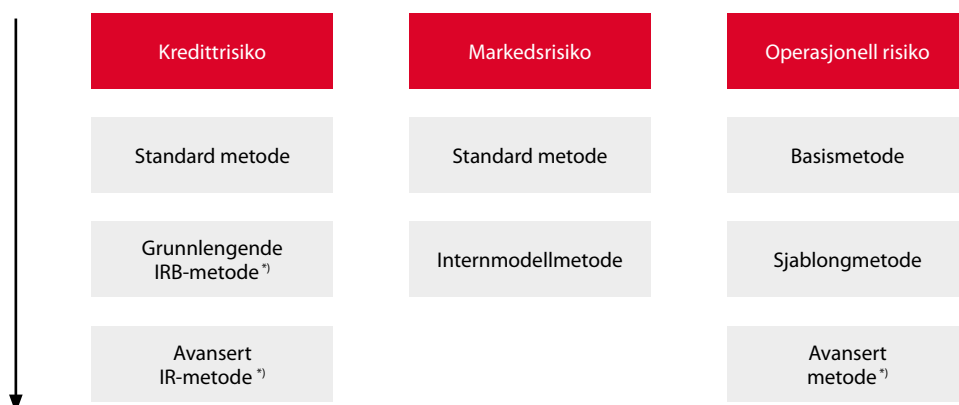 Kredittrisiko
Markedsrisiko
Operasjonell risiko
Standard metode
Standard metode
Basismetode
Grunnlengende
IRB-metode *)
Internmodellmetode
Sjablongmetode
Avansert
IR-metode *)
Avansert
metode *)